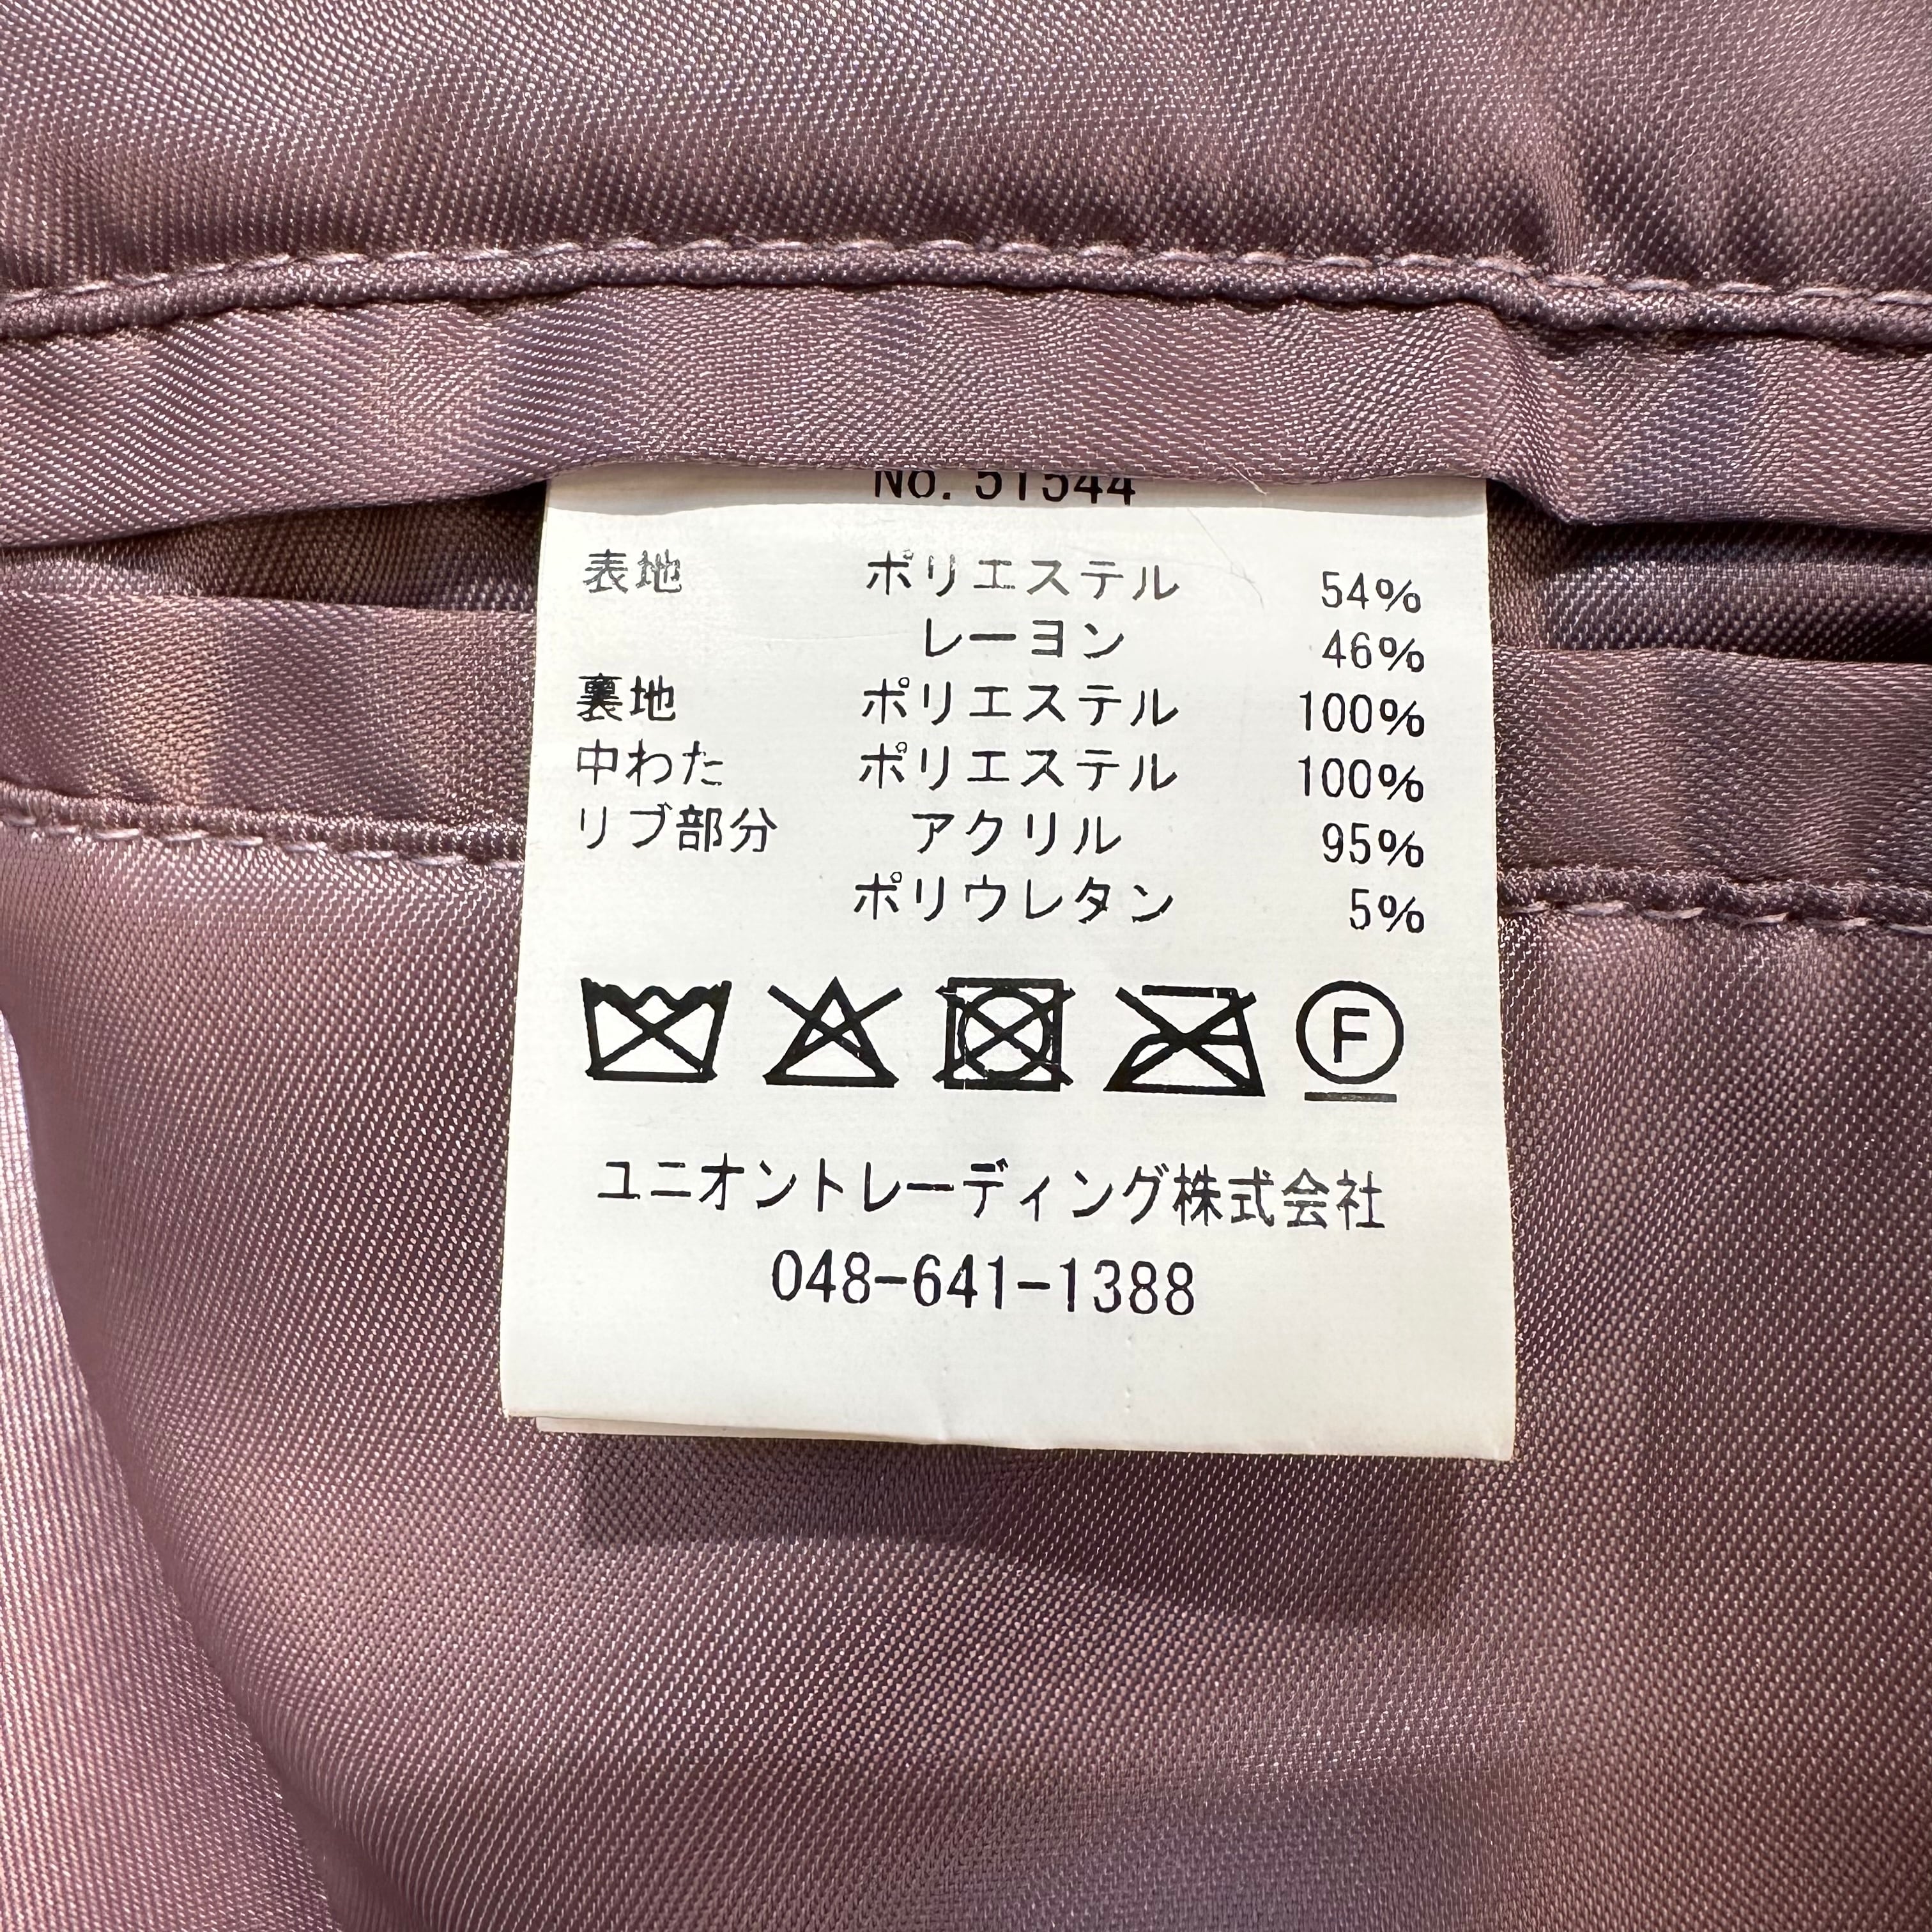 No. 51544
表地 ポリエステル 54%
レーヨン 46%
裏地 ポリエステル 100%
中わた ポリエステル 100%
リブ部分 アクリル 95%
ポリウレタン 5%
F
ユニオントレーディング株式会社
048-641-1388